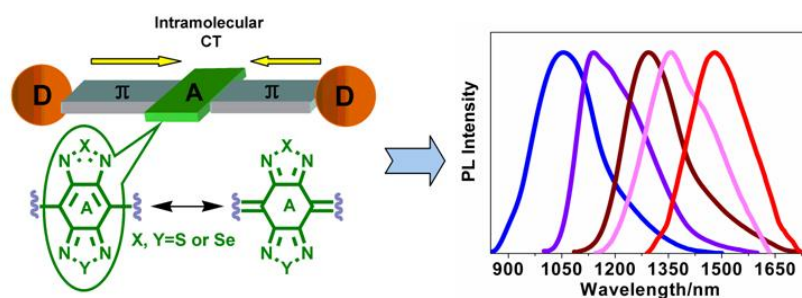 Intramolecular
CT
D π A π D
X
N N
A
N N
Y
X
N N
A
N N
Y
X, Y=S or Se
PL Intensity
900 1050 1200 1350 1500 1650
Wavelength/nm